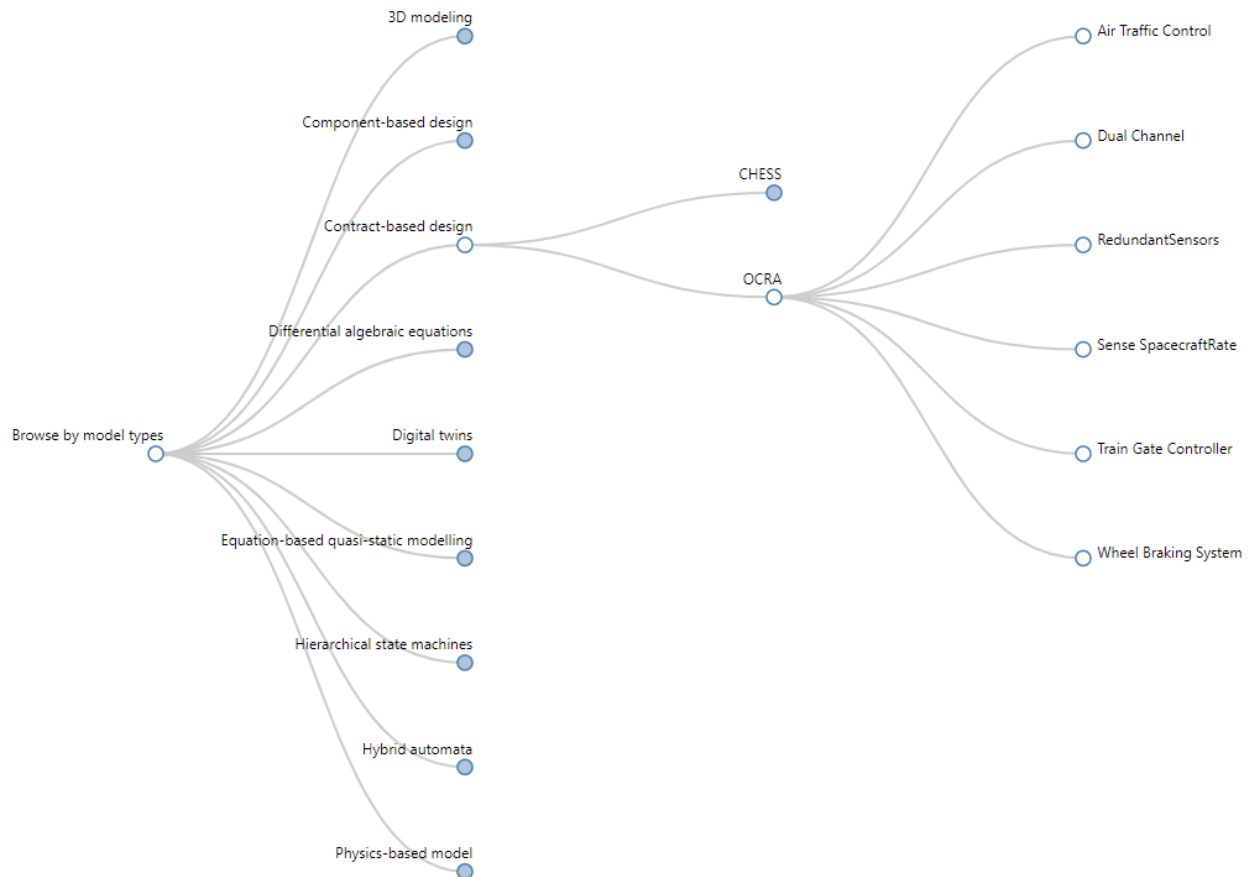 3D modeling
Air Traffic Control
Component-based design
Dual Channel
CHESS
Contract-based design
RedundantSensors
OCRA
Differential algebraic equations
Sense SpacecraftRate
Browse by model types
Digital twins
Train Gate Controller
Equation-based quasi-static modelling
Wheel Braking System
Hierarchical state machines
Hybrid automata
Physics-based model